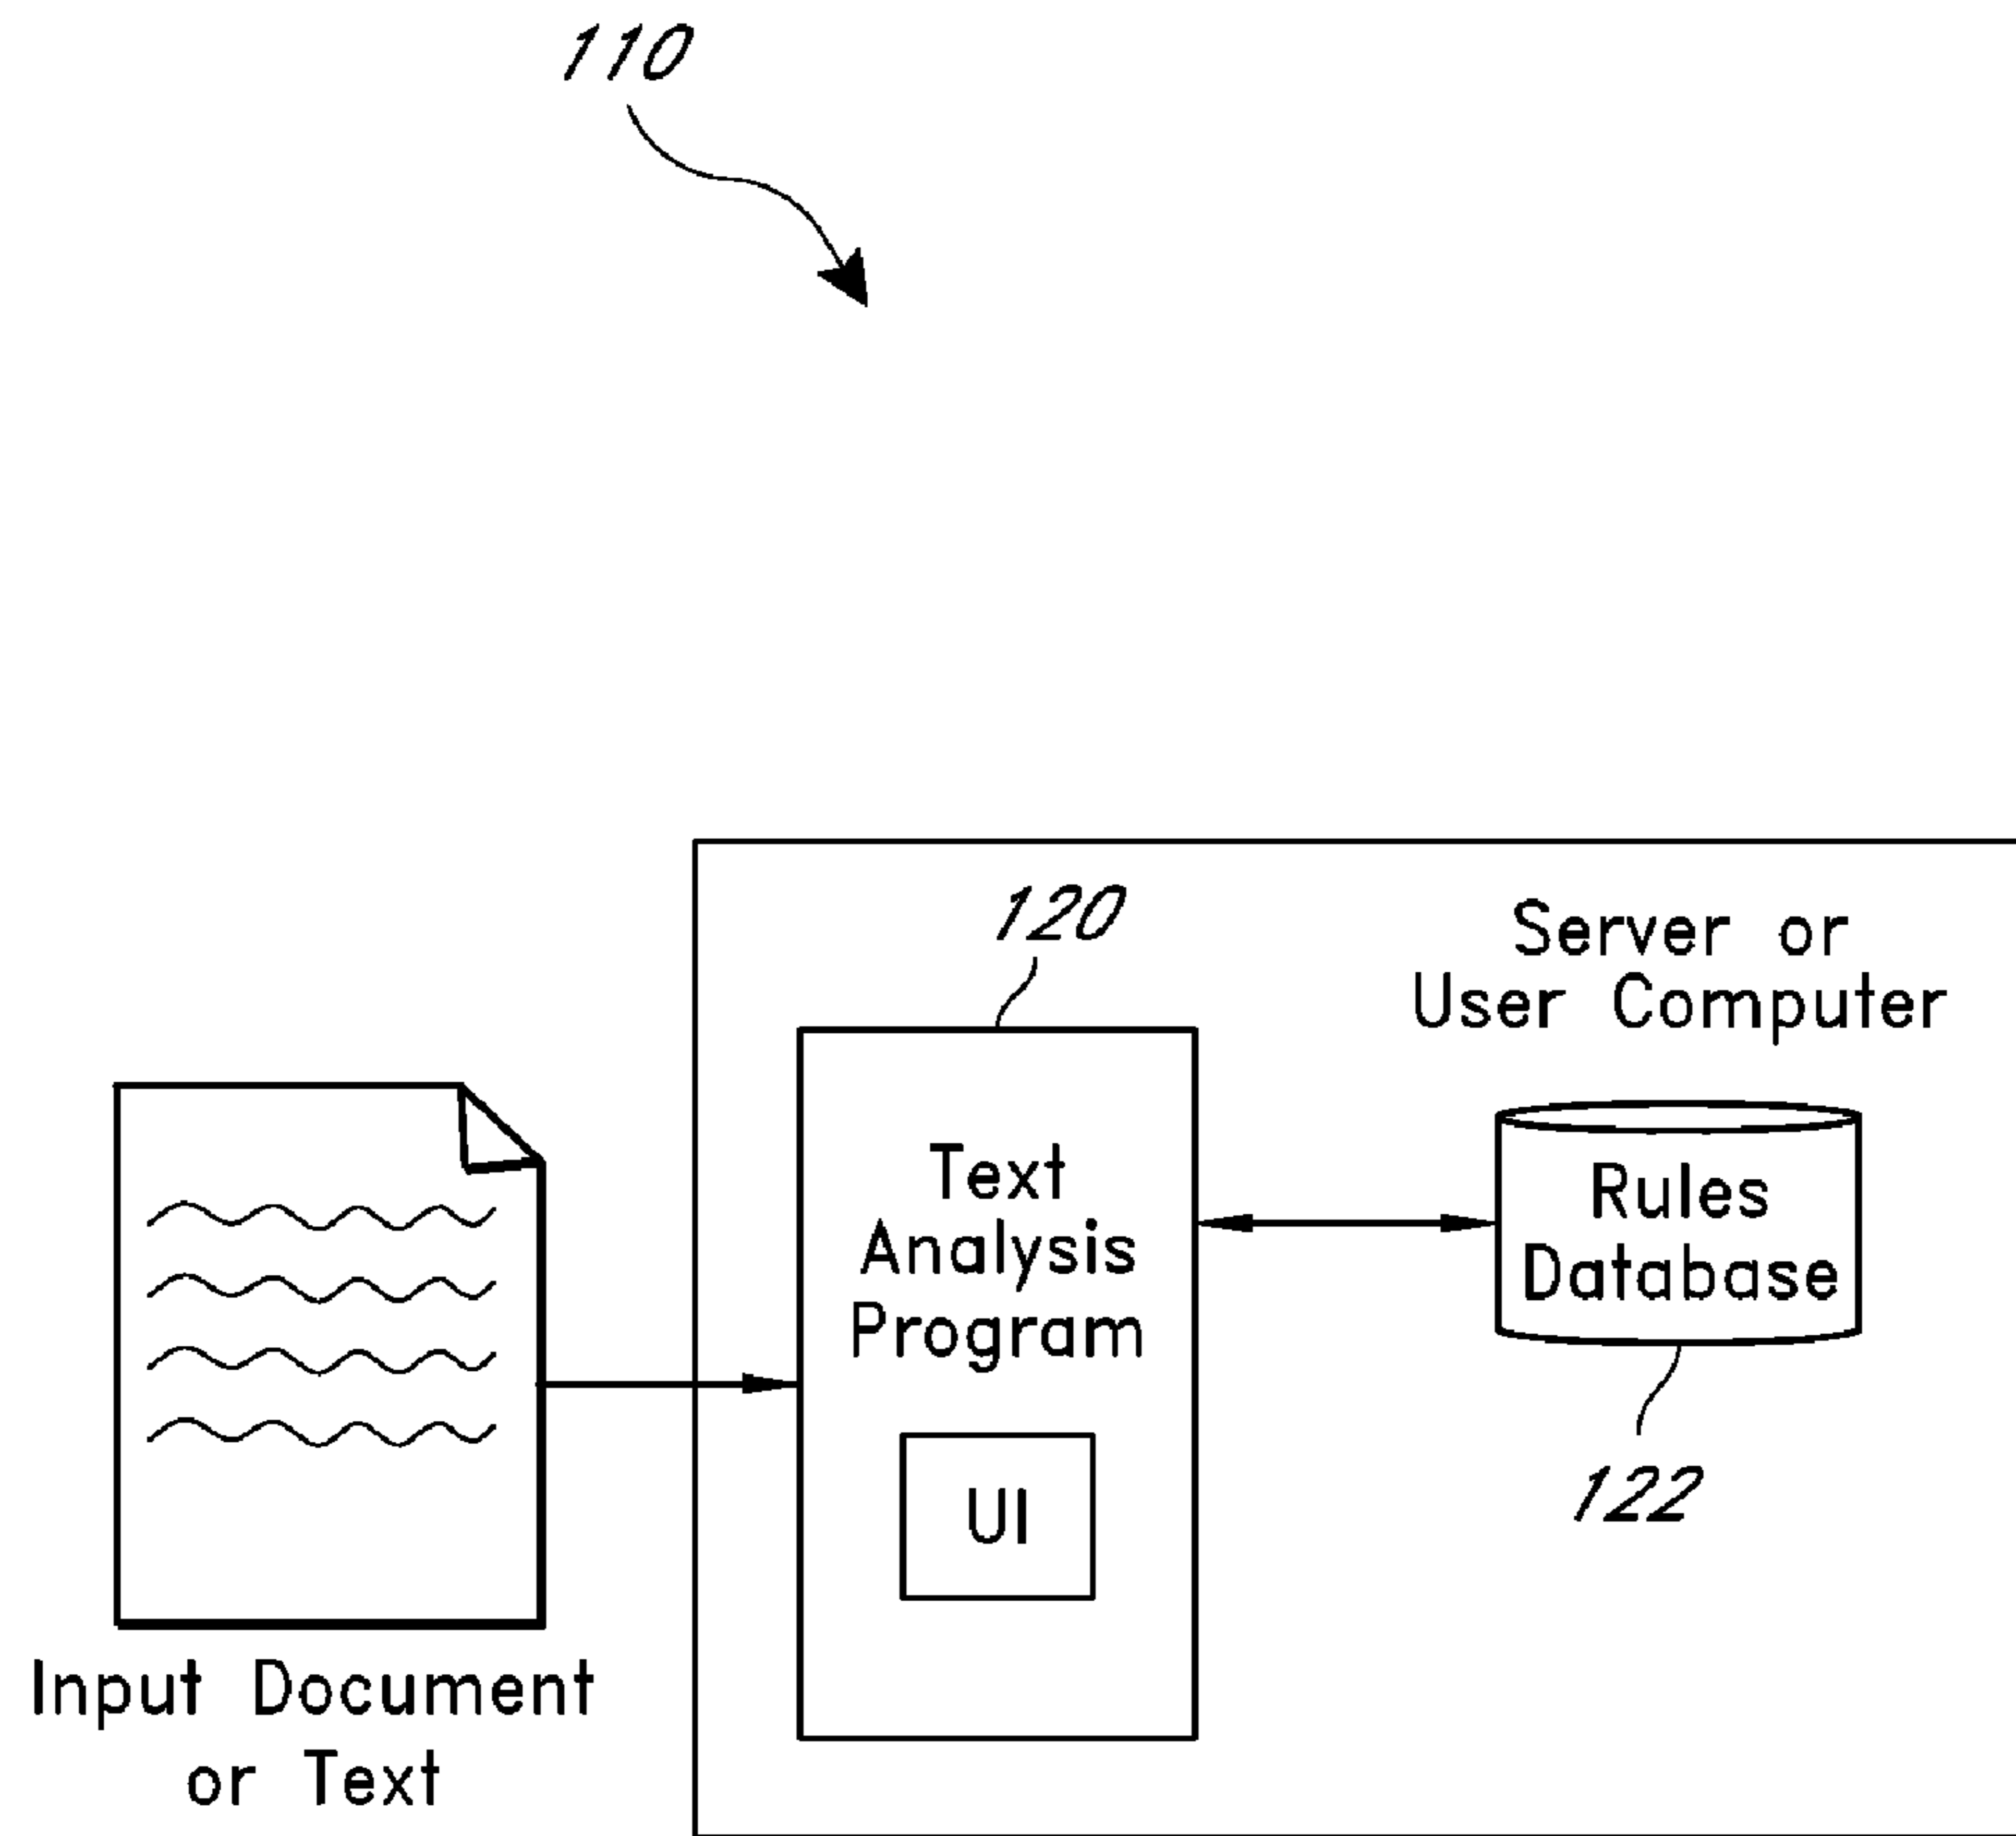 110
120
Server or
User Computer
Text
Analysis
Program
UI
Rules
Database
122
Input Document
or Text